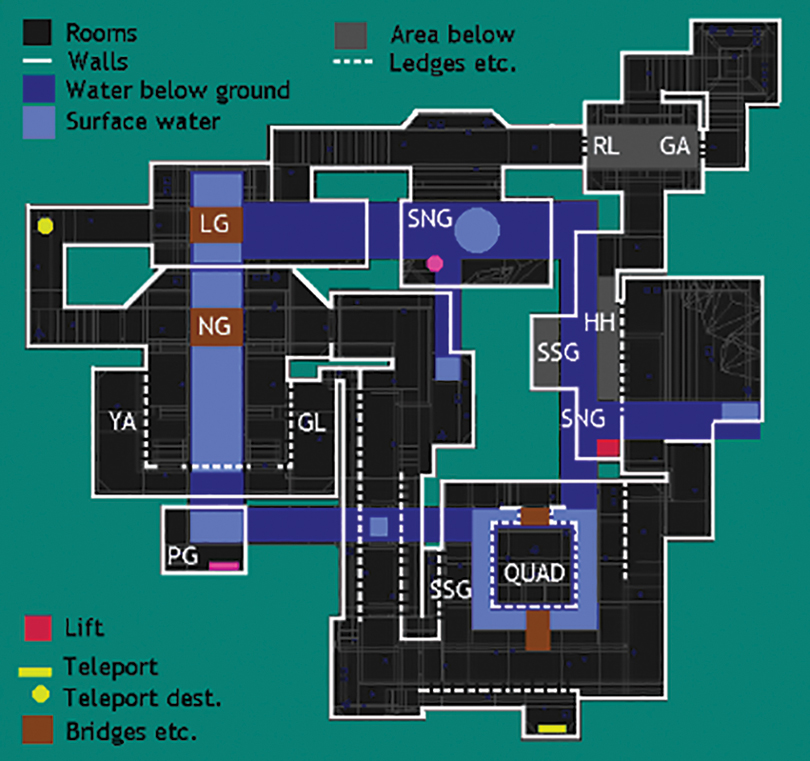 Rooms
Walls
Water below ground
Surface water
Area below
Ledges etc.
RL GA
LG
SNG
NG
HH
SSG
YA
GL
SNG
PG
QUAD
SSG
Lift
Teleport
Teleport dest.
Bridges etc.